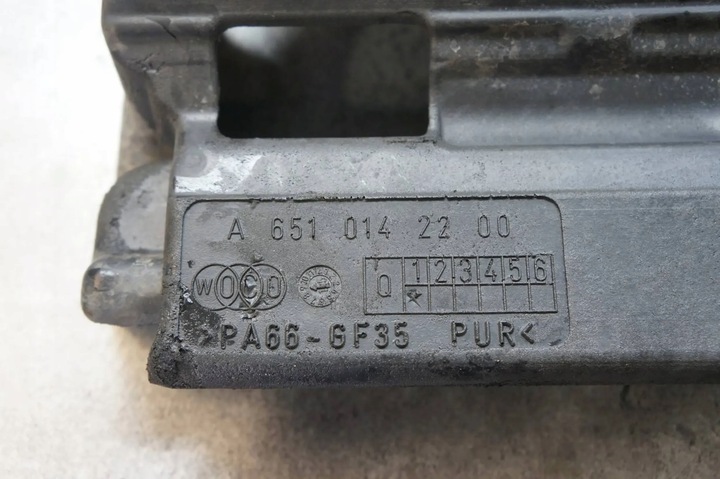 A 651 014 22 00
WOCO Q 1 2 3 4 5 6
>PA66-GF35 PUR<